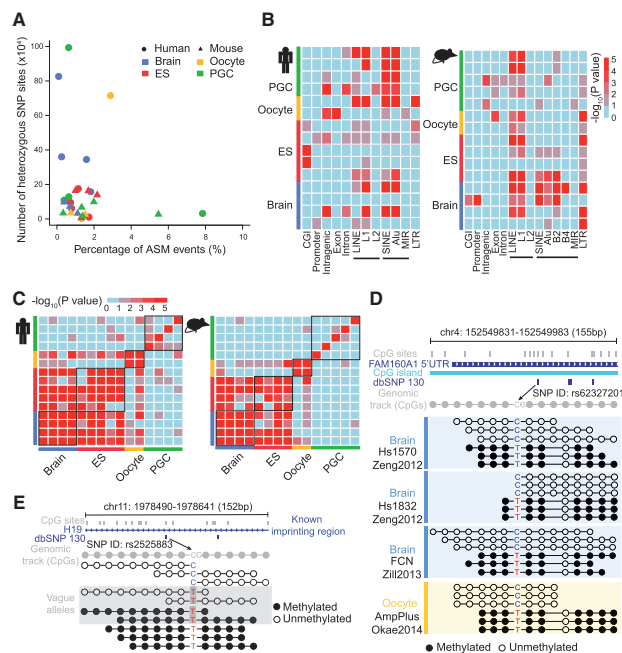 A
Number of heterozygous SNP sites (x10⁴)
100
80
60
40
20
0
0
2
4
6
8
10
Percentage of ASM events (%)
Human
Mouse
Brain
Oocyte
ES
PGC
B
PGC
Oocyte
ES
Brain
CGI
Promoter
Intragenic
Exon
Intron
LINE
L1
L2
SINE
Alu
MIR
LTR
PGC
Oocyte
ES
Brain
CGI
Promoter
Intragenic
Exon
Intron
LINE
L1
L2
SINE
Alu
B2
B4
MIR
LTR
-log₁₀(P value)
5
4
3
2
1
0
C
-log₁₀(P value)
0 1 2 3 4 5
Brain
ES
Oocyte
PGC
Brain
ES
Oocyte
PGC
D
chr4: 152549831-152549983 (155bp)
CpG sites
FAM160A1 5'UTR
CpG island
dbSNP 130
SNP ID: rs62327201
Genomic
track (CpGs)
CG
Brain
Hs1570
Zeng2012
C
C
C
T
T
T
Brain
Hs1832
Zeng2012
C
C
C
T
T
T
Brain
FCN
Zill2013
C
C
C
T
T
T
Oocyte
AmpPlus
Okae2014
C
C
C
T
T
T
Methylated
Unmethylated
E
chr11: 1978490-1978641 (152bp)
CpG sites
H19
Known
imprinting region
dbSNP 130
SNP ID: rs2525883
Genomic
track (CpGs)
CG
C
C
C
Vague
alleles
T
T
T
T
T
T
Methylated
Unmethylated